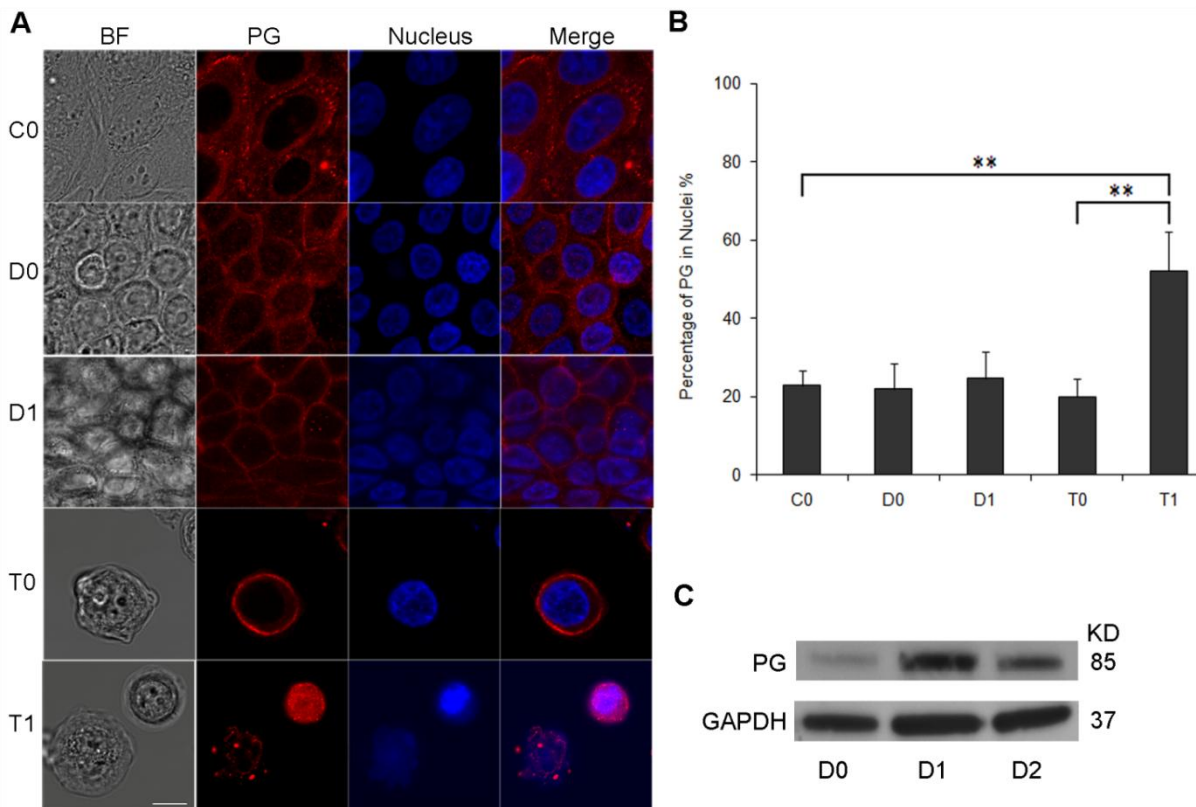 A
BF PG Nucleus Merge
C0
D0
D1
T0
T1
B
Percentage of PG in Nuclei %
100
80
60
40
20
0
**
**
C0 D0 D1 T0 T1
C
KD
PG 85
GAPDH 37
D0 D1 D2